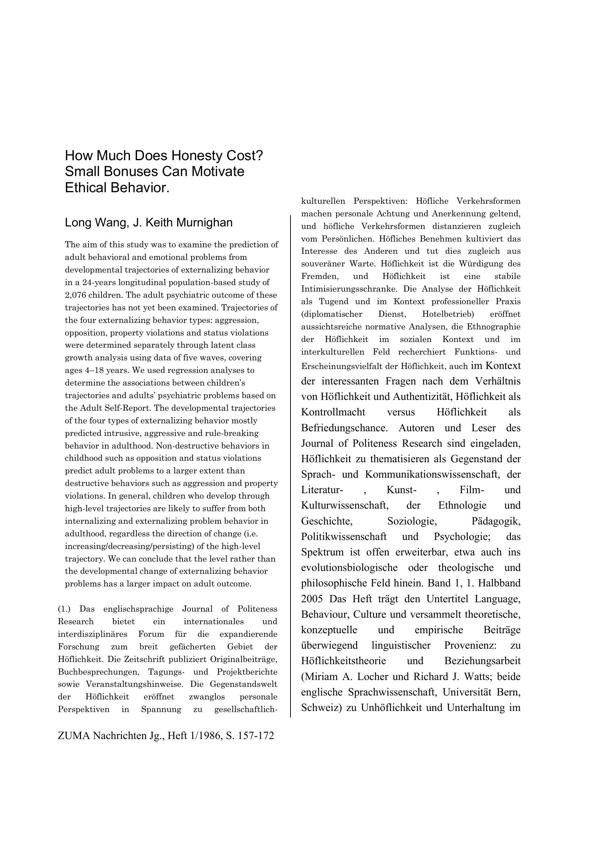 How Much Does Honesty Cost?
Small Bonuses Can Motivate
Ethical Behavior.
Long Wang, J. Keith Murnighan
The aim of this study was to examine the prediction of
adult behavioral and emotional problems from
developmental trajectories of externalizing behavior
in a 24-years longitudinal population-based study of
2,076 children. The adult psychiatric outcome of these
trajectories has not yet been examined. Trajectories of
the four externalizing behavior types: aggression,
opposition, property violations and status violations
were determined separately through latent class
growth analysis using data of five waves, covering
ages 4–18 years. We used regression analyses to
determine the associations between children’s
trajectories and adults’ psychiatric problems based on
the Adult Self-Report. The developmental trajectories
of the four types of externalizing behavior mostly
predicted intrusive, aggressive and rule-breaking
behavior in adulthood. Non-destructive behaviors in
childhood such as opposition and status violations
predict adult problems to a larger extent than
destructive behaviors such as aggression and property
violations. In general, children who develop through
high-level trajectories are likely to suffer from both
internalizing and externalizing problem behavior in
adulthood, regardless the direction of change (i.e.
increasing/decreasing/persisting) of the high-level
trajectory. We can conclude that the level rather than
the developmental change of externalizing behavior
problems has a larger impact on adult outcome.
(1.) Das englischsprachige Journal of Politeness
Research bietet ein internationales und
interdisziplinäres Forum für die expandierende
Forschung zum breit gefächerten Gebiet der
Höflichkeit. Die Zeitschrift publiziert Originalbeiträge,
Buchbesprechungen, Tagungs- und Projektberichte
sowie Veranstaltungshinweise. Die Gegenstandswelt
der Höflichkeit eröffnet zwanglos personale
Perspektiven in Spannung zu gesellschaftlich-
kulturellen Perspektiven: Höfliche Verkehrsformen
machen personale Achtung und Anerkennung geltend,
und höfliche Verkehrsformen distanzieren zugleich
vom Persönlichen. Höfliches Benehmen kultiviert das
Interesse des Anderen und tut dies zugleich aus
souveräner Warte. Höflichkeit ist die Würdigung des
Fremden, und Höflichkeit ist eine stabile
Intimisierungsschranke. Die Analyse der Höflichkeit
als Tugend und im Kontext professioneller Praxis
(diplomatischer Dienst, Hotelbetrieb) eröffnet
aussichtsreiche normative Analysen, die Ethnographie
der Höflichkeit im sozialen Kontext und im
interkulturellen Feld recherchiert Funktions- und
Erscheinungsvielfalt der Höflichkeit, auch im Kontext
der interessanten Fragen nach dem Verhältnis
von Höflichkeit und Authentizität, Höflichkeit als
Kontrollmacht versus Höflichkeit als
Befriedungschance. Autoren und Leser des
Journal of Politeness Research sind eingeladen,
Höflichkeit zu thematisieren als Gegenstand der
Sprach- und Kommunikationswissenschaft, der
Literatur- , Kunst- , Film- und
Kulturwissenschaft, der Ethnologie und
Geschichte, Soziologie, Pädagogik,
Politikwissenschaft und Psychologie; das
Spektrum ist offen erweiterbar, etwa auch ins
evolutionsbiologische oder theologische und
philosophische Feld hinein. Band 1, 1. Halbband
2005 Das Heft trägt den Untertitel Language,
Behaviour, Culture und versammelt theoretische,
konzeptuelle und empirische Beiträge
überwiegend linguistischer Provenienz: zu
Höflichkeitstheorie und Beziehungsarbeit
(Miriam A. Locher und Richard J. Watts; beide
englische Sprachwissenschaft, Universität Bern,
Schweiz) zu Unhöflichkeit und Unterhaltung im
ZUMA Nachrichten Jg., Heft 1/1986, S. 157-172